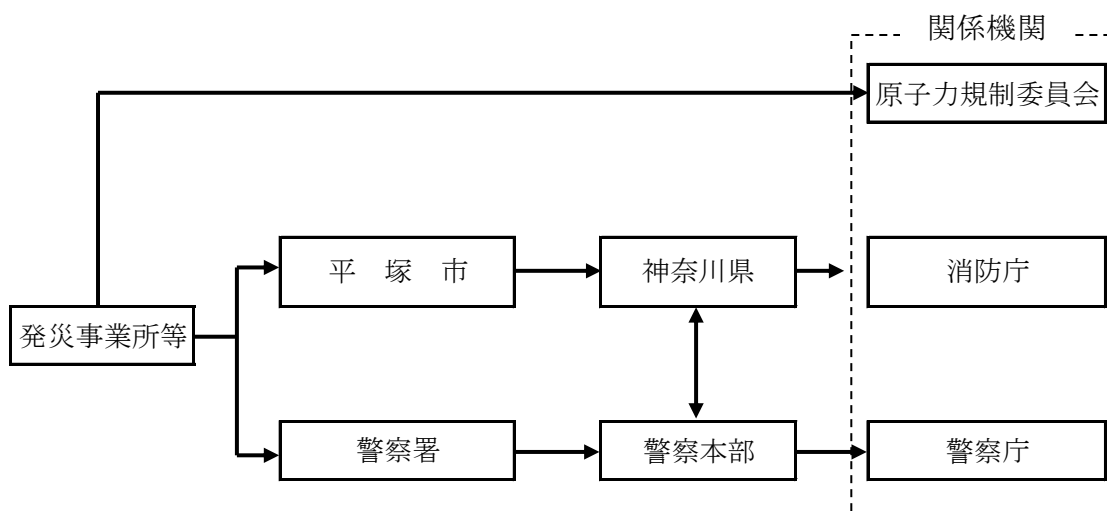 関係機関
原子力規制委員会
平　塚　市
神奈川県
消防庁
発災事業所等
警察署
警察本部
警察庁